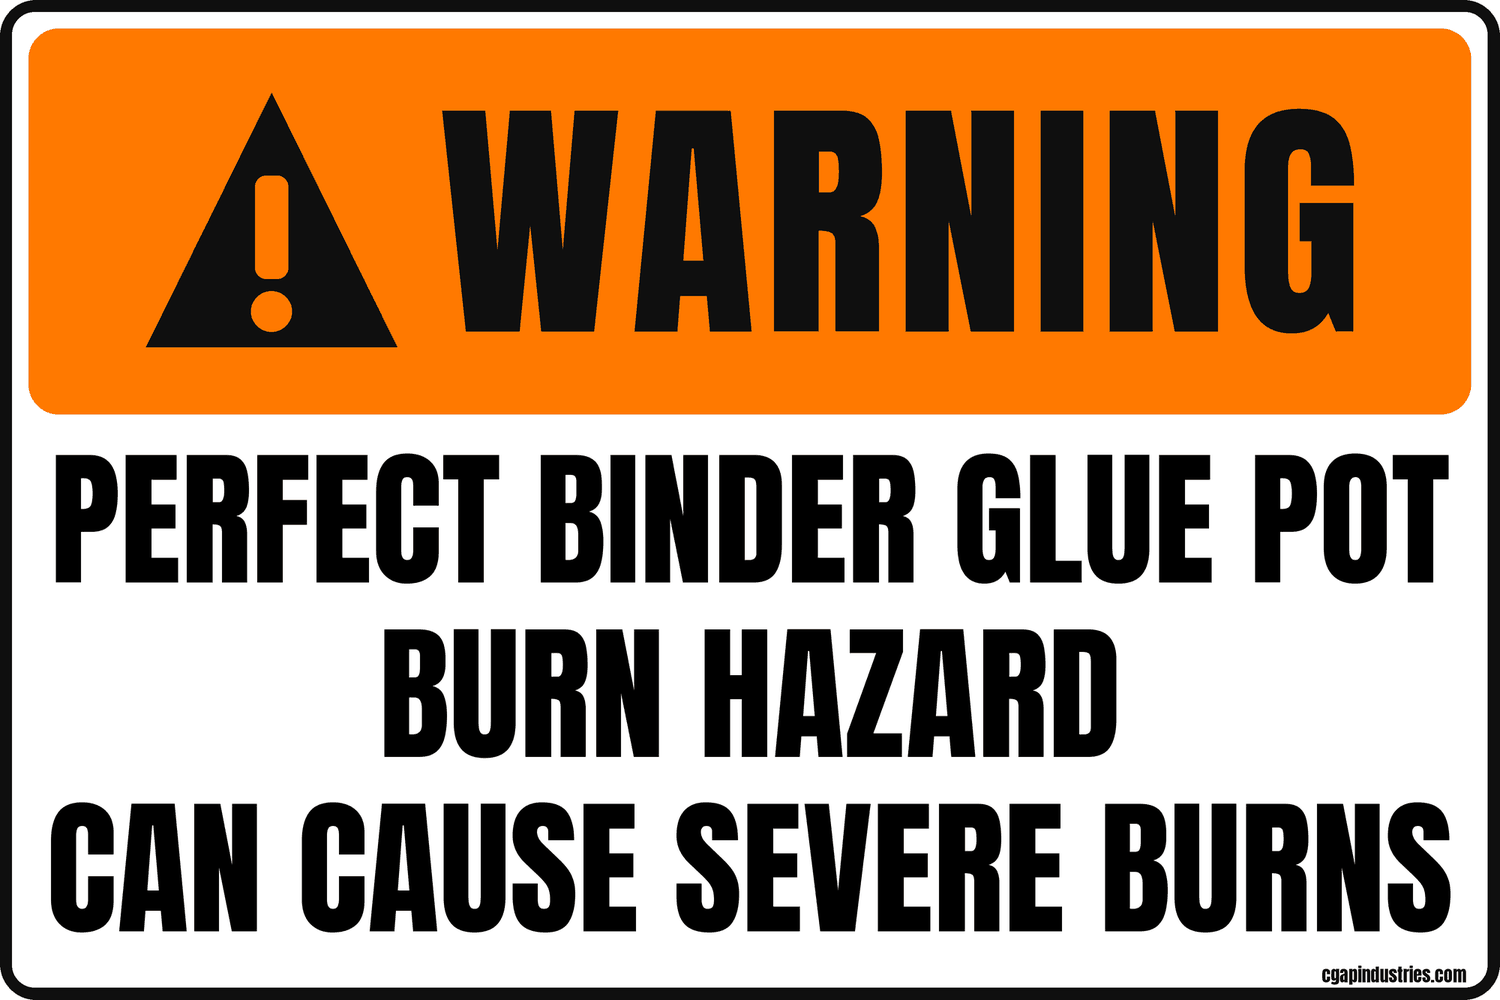 WARNING
PERFECT BINDER GLUE POT
BURN HAZARD
CAN CAUSE SEVERE BURNS
cgapindustries.com